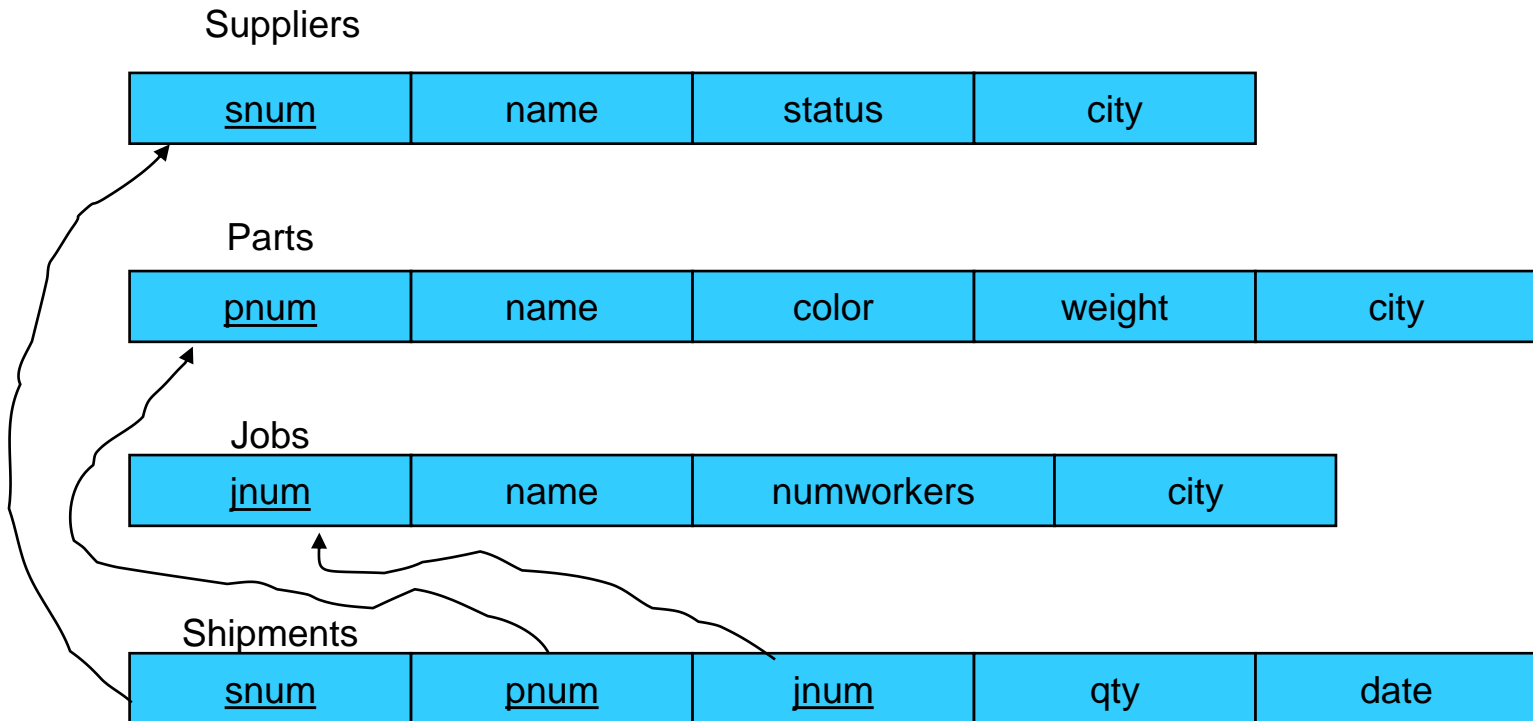 Suppliers
snum name status city
Parts
pnum name color weight city
Jobs
jnum name numworkers city
Shipments
snum pnum jnum qty date